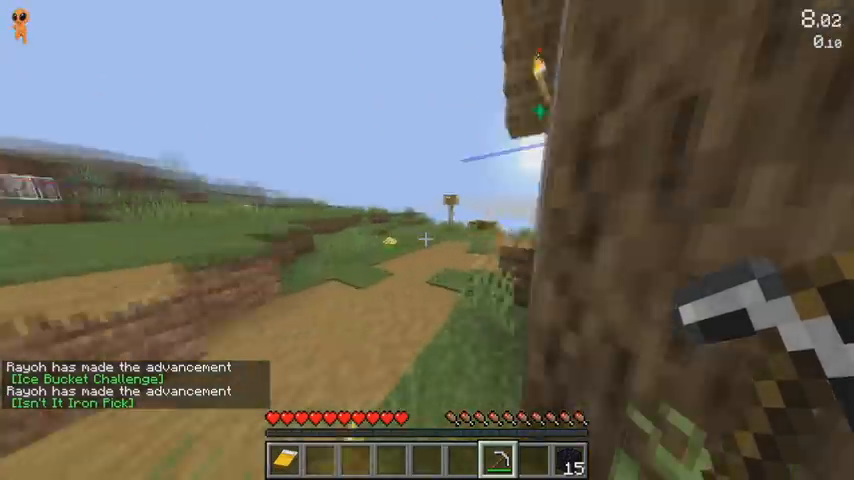 8.02
0.10
Rayoh has made the advancement
[Ice Bucket Challenge]
Rayoh has made the advancement
[Isn't It Iron Pick]
15